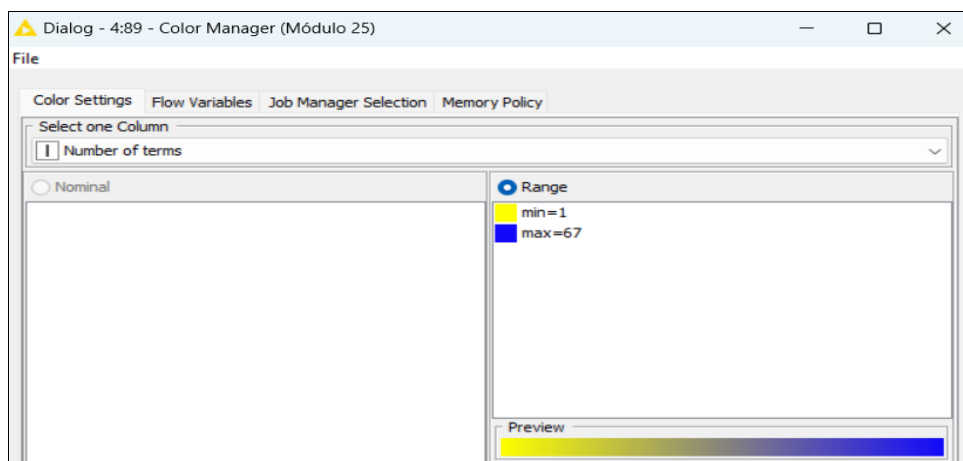 Dialog - 4:89 - Color Manager (Módulo 25)
File
Color Settings Flow Variables Job Manager Selection Memory Policy
Select one Column
I Number of terms
Nominal
Range
min=1
max=67
Preview